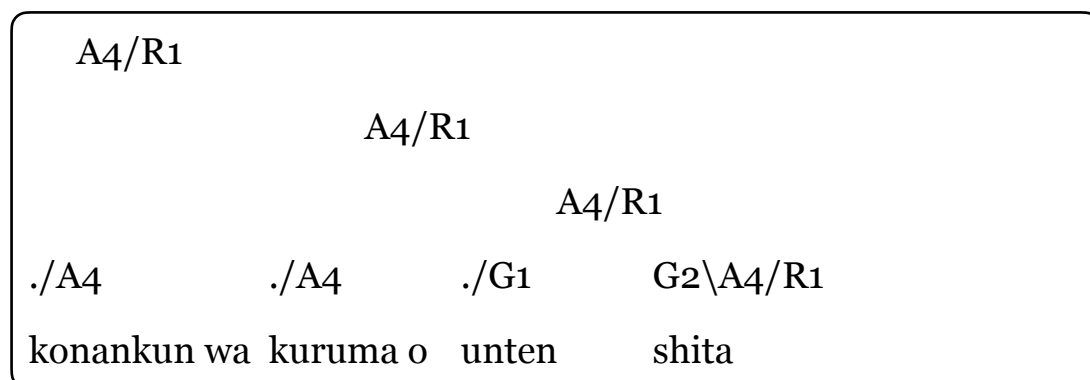 A4/R1
A4/R1
A4/R1
./A4 ./A4 ./G1 G2\A4/R1
konankun wa kuruma o unten shita